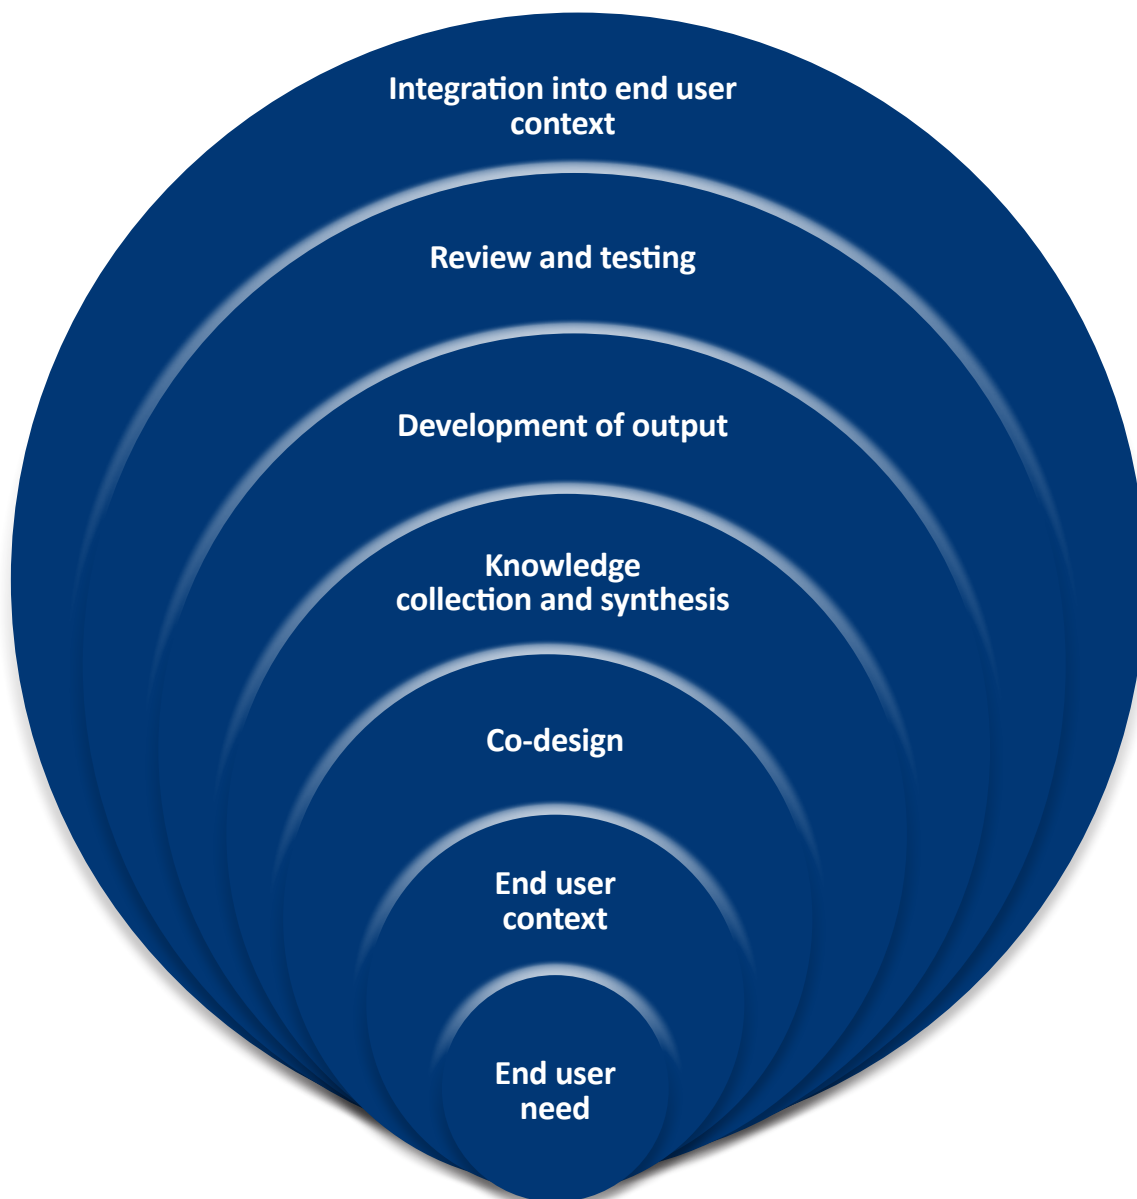 Integration into end user
context
Review and testing
Development of output
Knowledge
collection and synthesis
Co-design
End user
context
End user
need